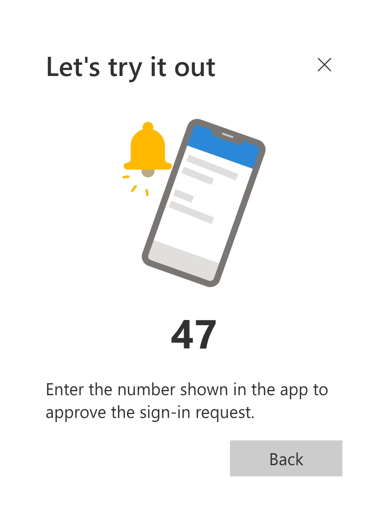 Let's try it out
47
Enter the number shown in the app to
approve the sign-in request.
Back